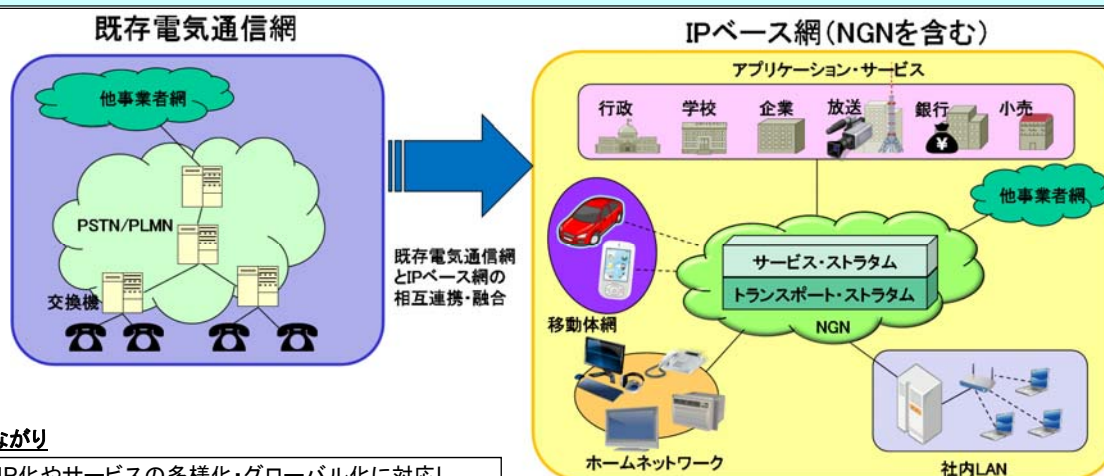 既存電気通信網
他事業者網
PSTN/PLMN
交換機
既存電気通信網
とIPベース網の
相互連携・融合
IPベース網(NGNを含む)
アプリケーション・サービス
行政 学校 企業 放送 銀行 小売
¥
他事業者網
サービス・ストラタム
トランスポート・ストラタム
NGN
移動体網
ホームネットワーク
社内LAN
ながり
IP化やサービスの多様化・グローバル化に対応し